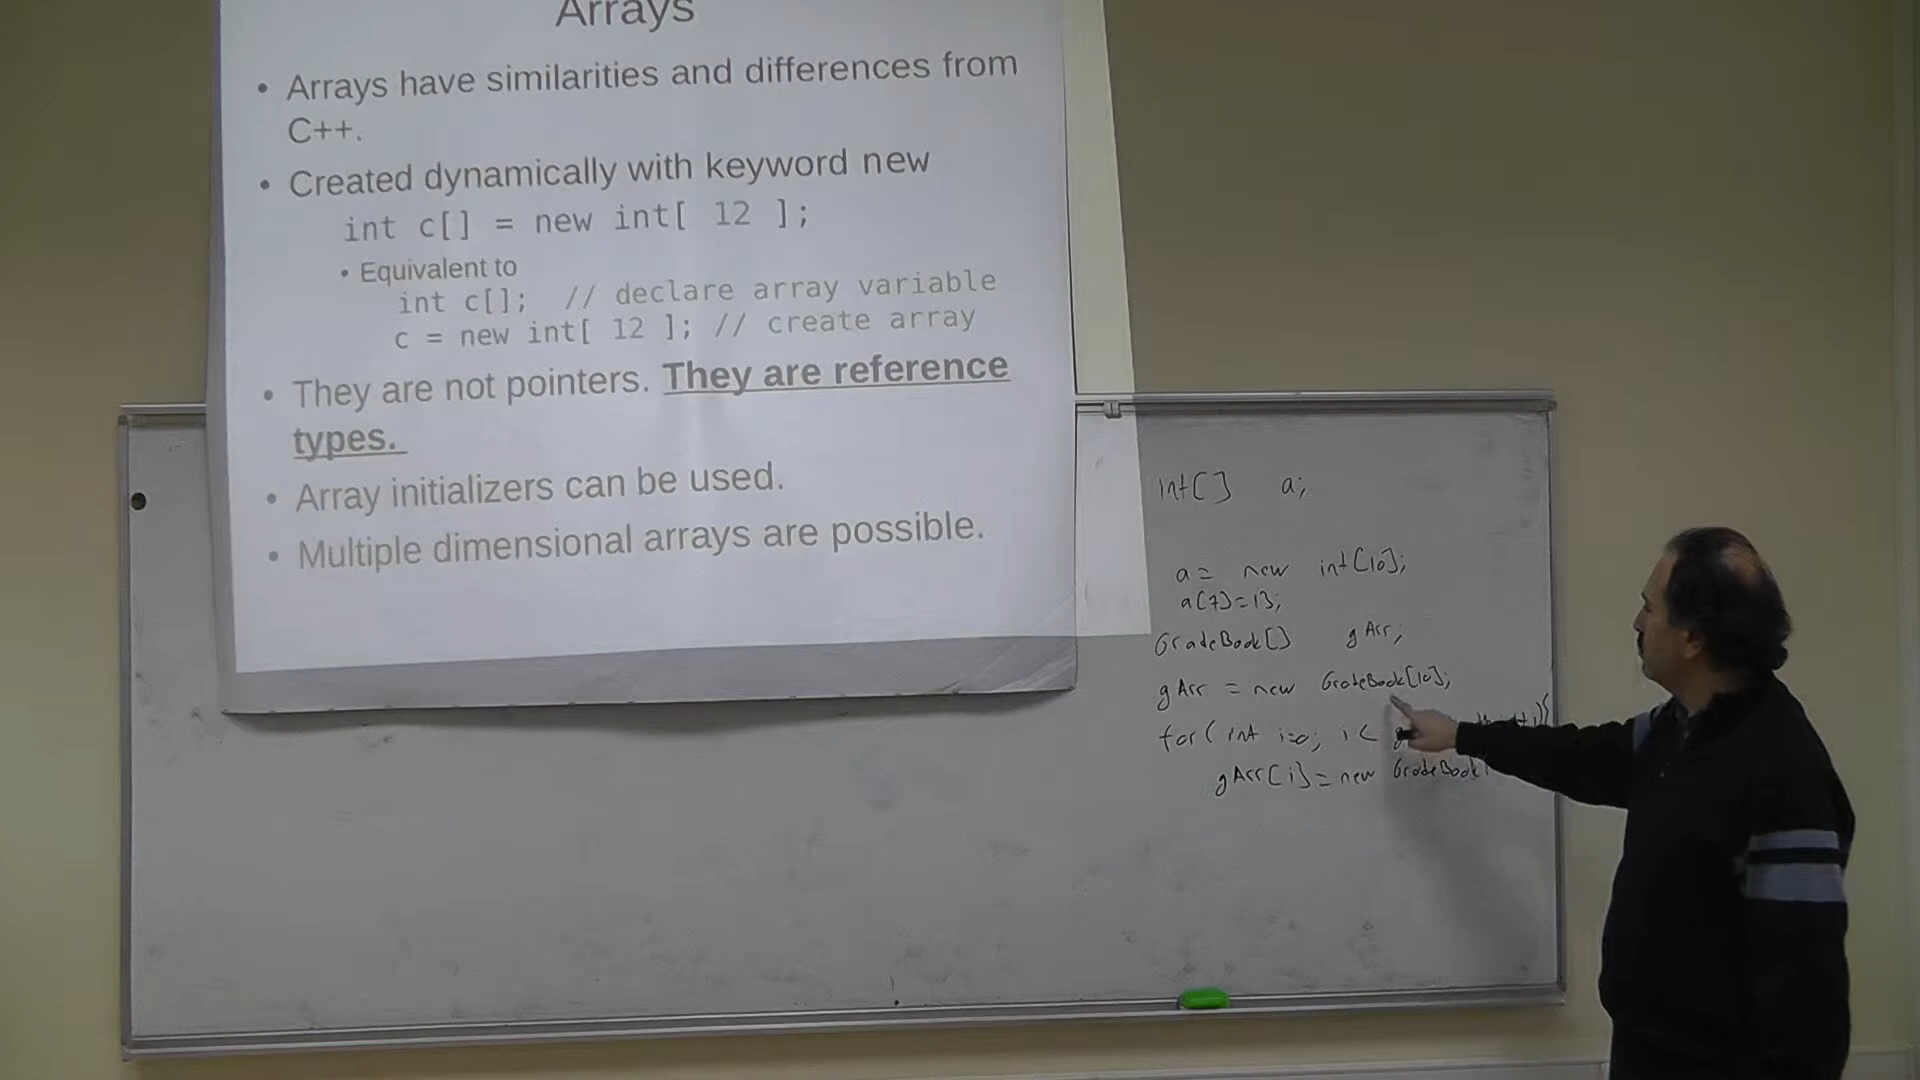 Arrays
• Arrays have similarities and differences from
C++.
• Created dynamically with keyword new
int c[] = new int[ 12 ];
• Equivalent to
int c[];  // declare array variable
c = new int[ 12 ]; // create array
• They are not pointers. They are reference
types.
• Array initializers can be used.
• Multiple dimensional arrays are possible.
int[] a;
a = new int[10];
a[7]=13;
GradeBook[] gArr;
gArr = new GradeBook[10];
for( int i=0; i<
gArr[i]=new GradeBook